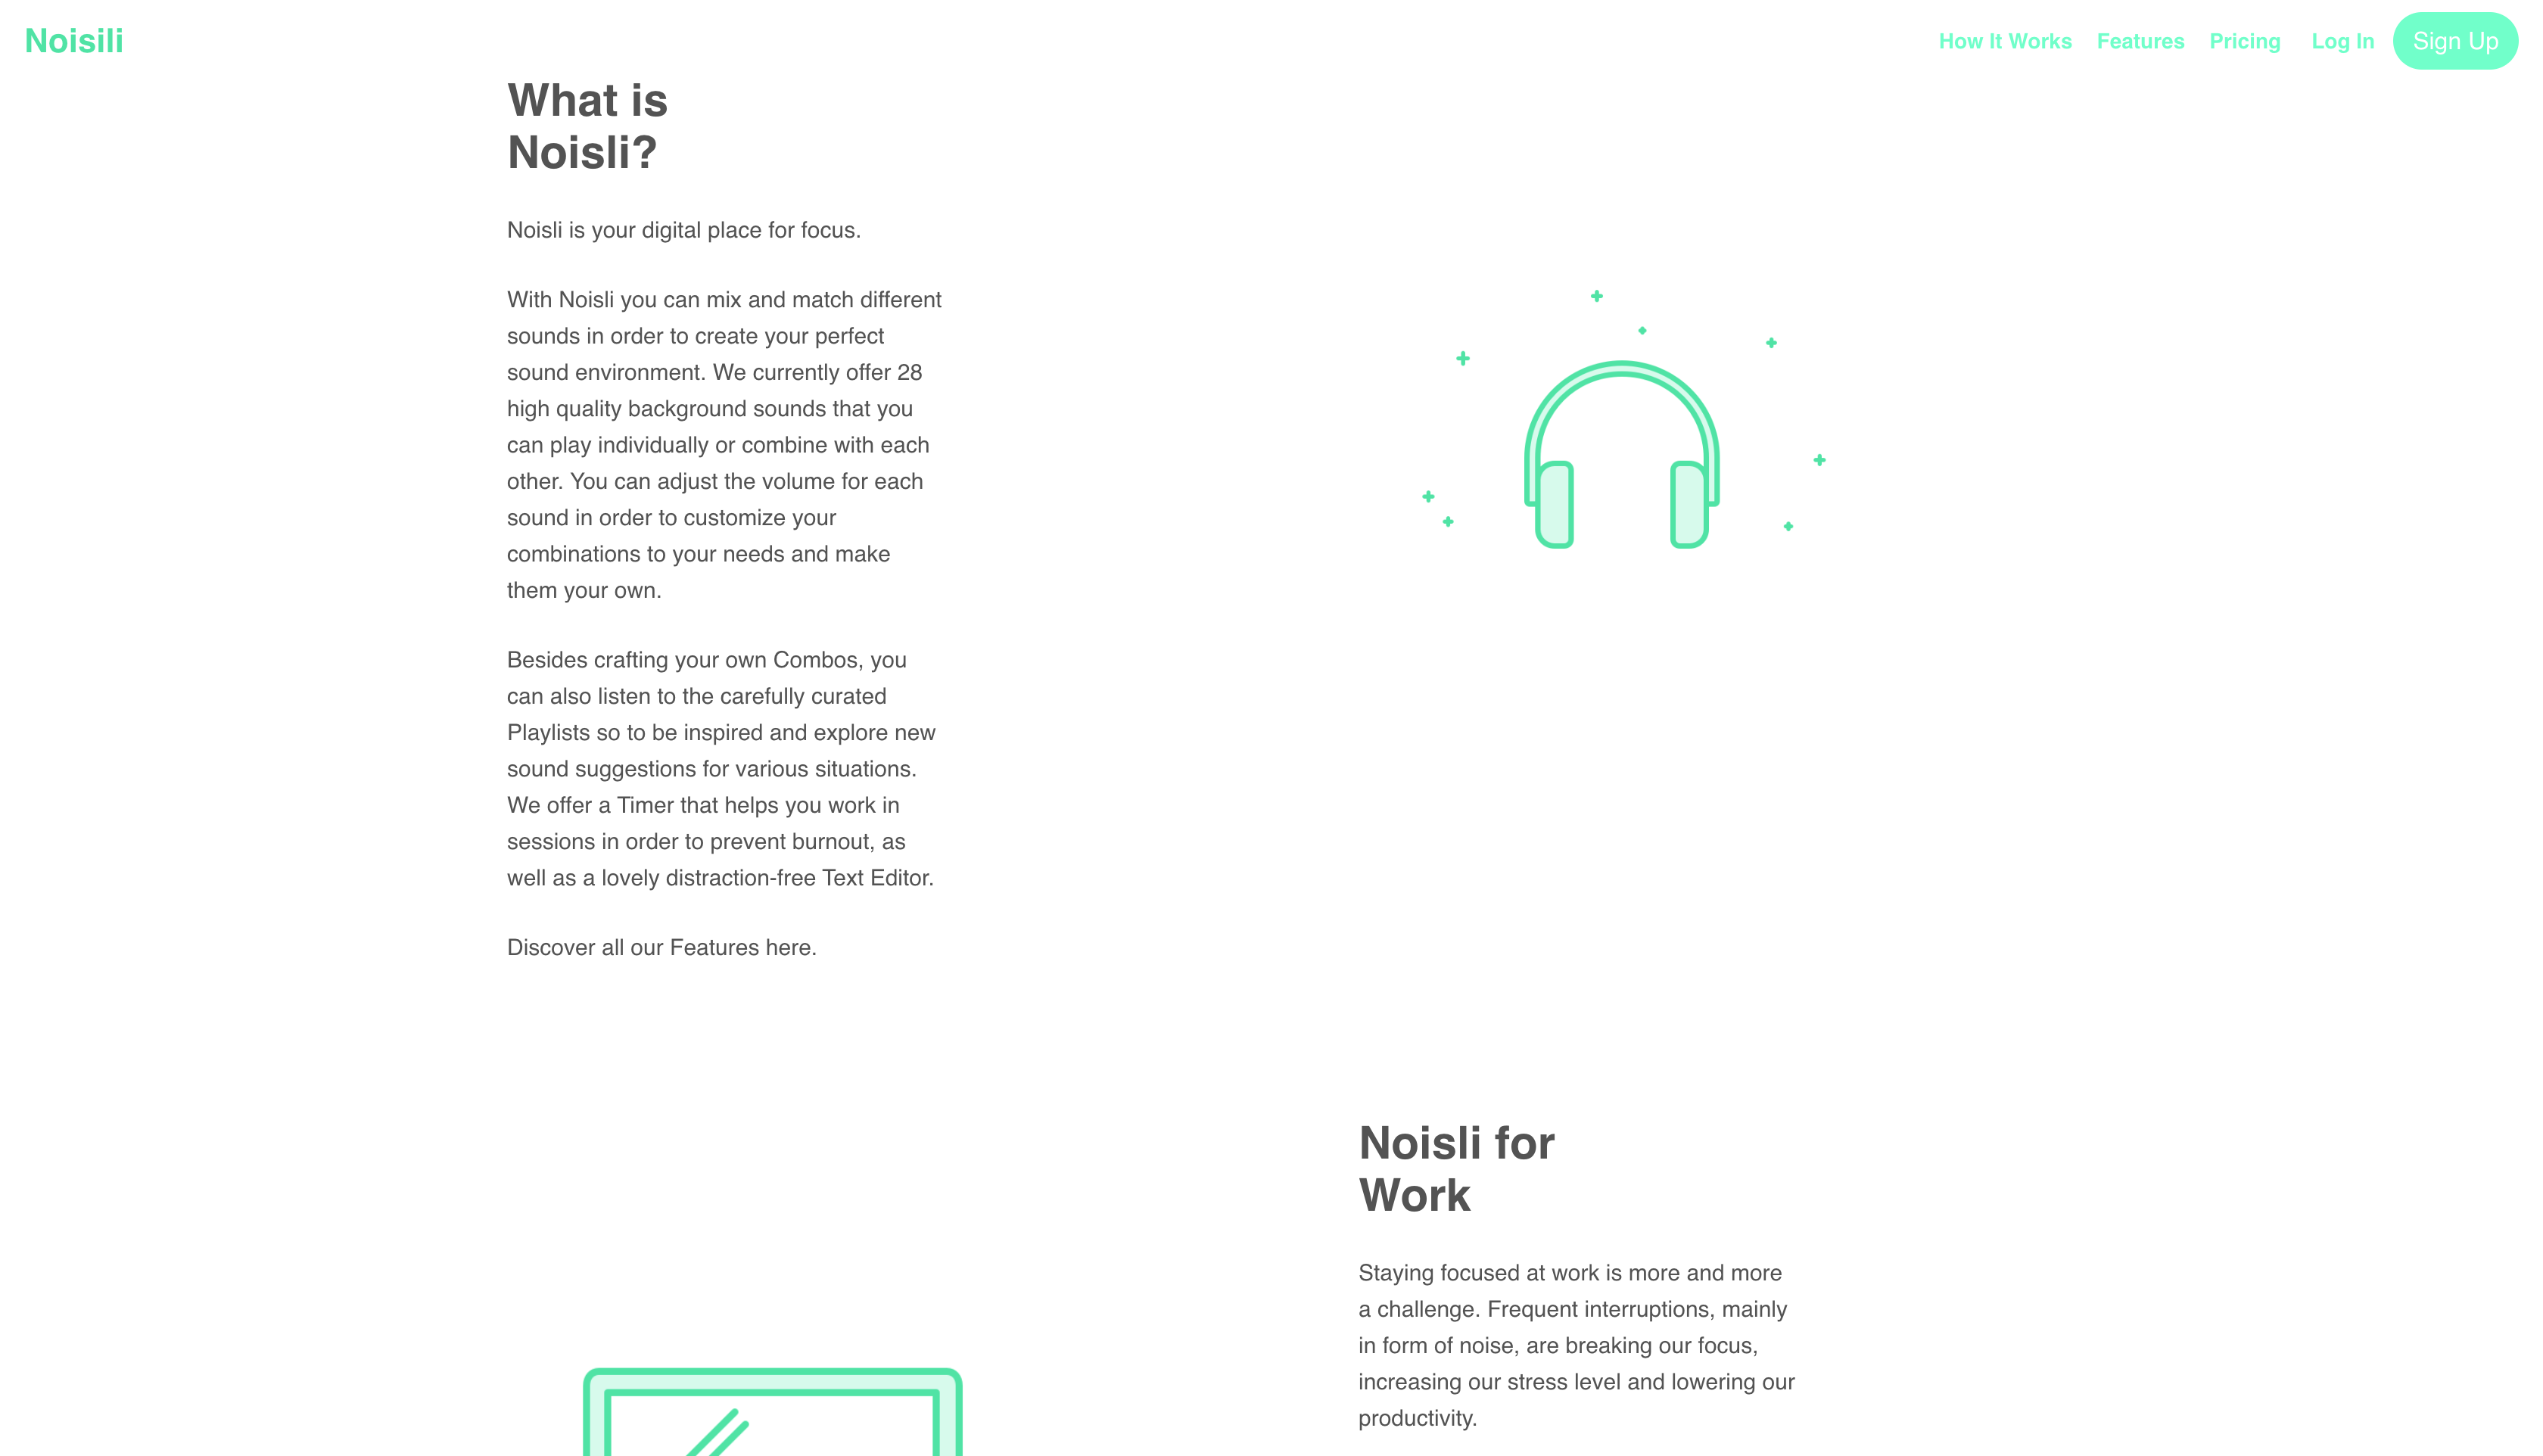 Noisili
How It Works
Features
Pricing
Log In
Sign Up
What is
Noisli?
Noisli is your digital place for focus.
With Noisli you can mix and match different
sounds in order to create your perfect
sound environment. We currently offer 28
high quality background sounds that you
can play individually or combine with each
other. You can adjust the volume for each
sound in order to customize your
combinations to your needs and make
them your own.
Besides crafting your own Combos, you
can also listen to the carefully curated
Playlists so to be inspired and explore new
sound suggestions for various situations.
We offer a Timer that helps you work in
sessions in order to prevent burnout, as
well as a lovely distraction-free Text Editor.
Discover all our Features here.
Noisli for
Work
Staying focused at work is more and more
a challenge. Frequent interruptions, mainly
in form of noise, are breaking our focus,
increasing our stress level and lowering our
productivity.